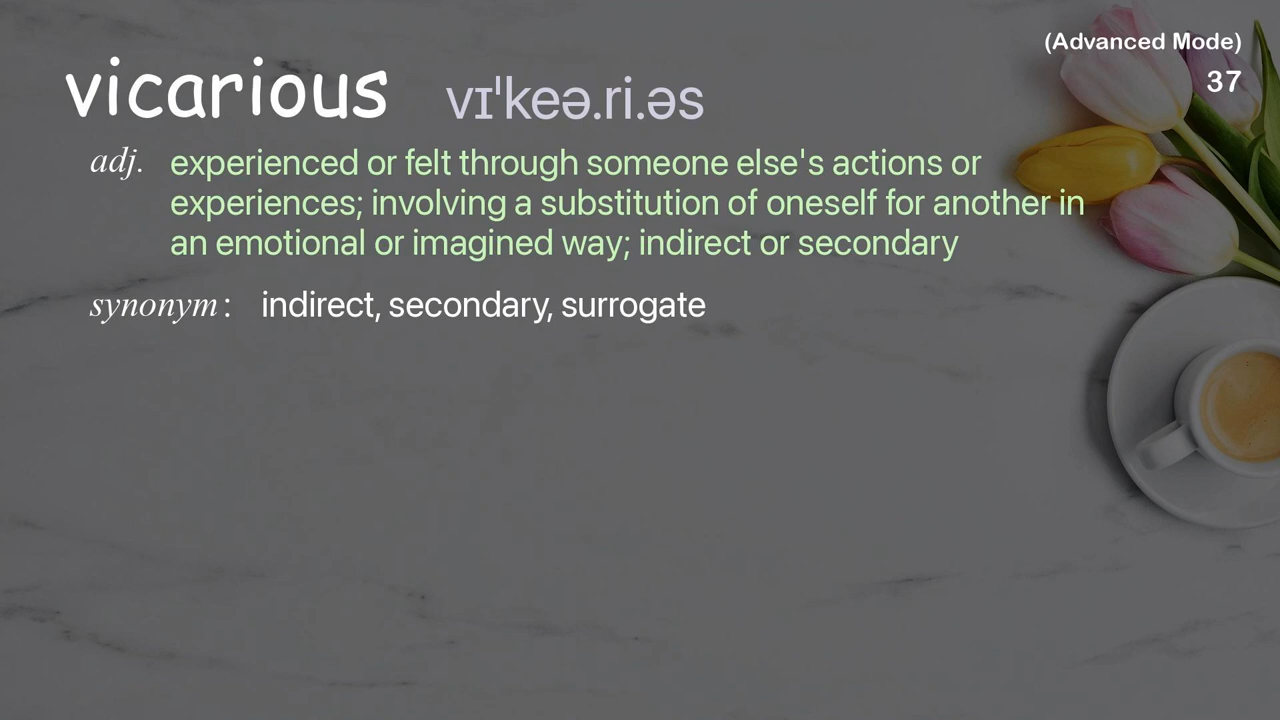 (Advanced Mode)
37
vicarious vɪˈkeə.ri.əs
adj. experienced or felt through someone else's actions or
experiences; involving a substitution of oneself for another in
an emotional or imagined way; indirect or secondary
synonym: indirect, secondary, surrogate